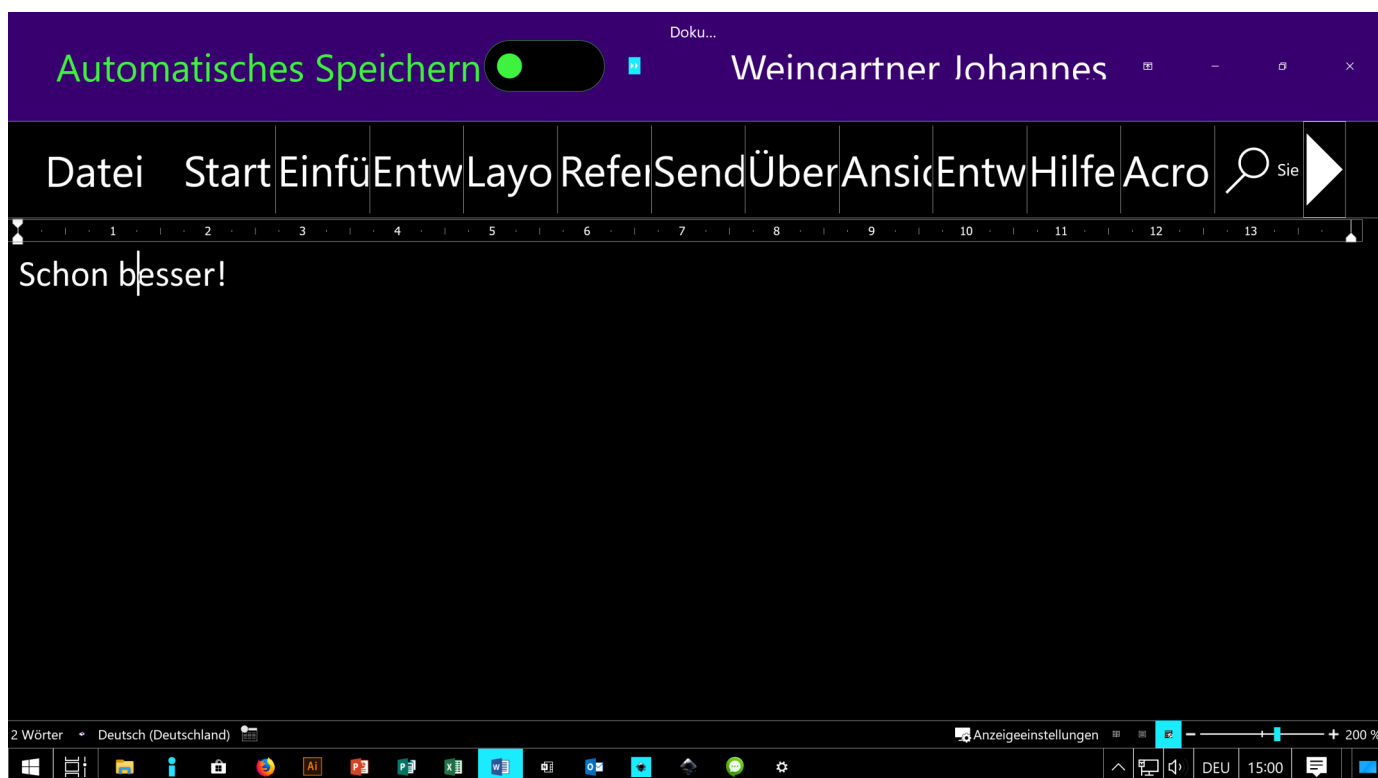 Doku...
Automatisches Speichern Weingartner Johannes
Datei Start Einfü Entw Layo Refer Send Über Ansic Entw Hilfe Acro Sie
1 2 3 4 5 6 7 8 9 10 11 12 13
Schon besser!
2 Wörter Deutsch (Deutschland) Anzeigeeinstellungen 200 %
Ai DEU 15:00